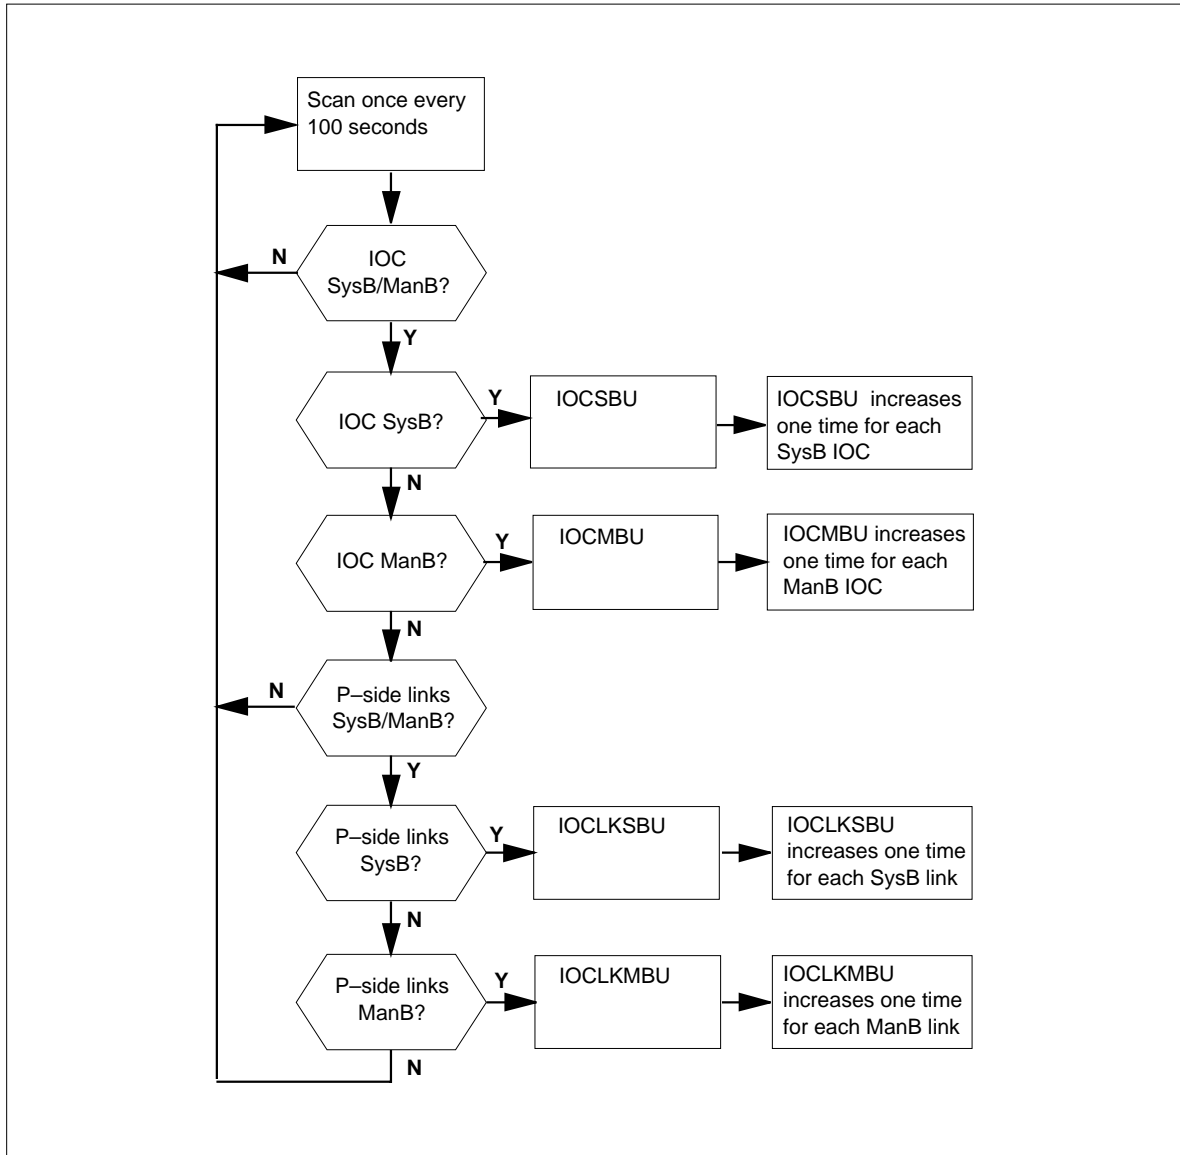 Scan once every
100 seconds
N
IOC
SysB/ManB?
Y
IOC SysB?
Y
IOCSBU
IOCSBU increases
one time for each
SysB IOC
N
IOC ManB?
Y
IOCMBU
IOCMBU increases
one time for each
ManB IOC
N
N
P–side links
SysB/ManB?
Y
P–side links
SysB?
Y
IOCLKSBU
IOCLKSBU
increases one time
for each SysB link
N
P–side links
ManB?
Y
IOCLKMBU
IOCLKMBU
increases one time
for each ManB link
N